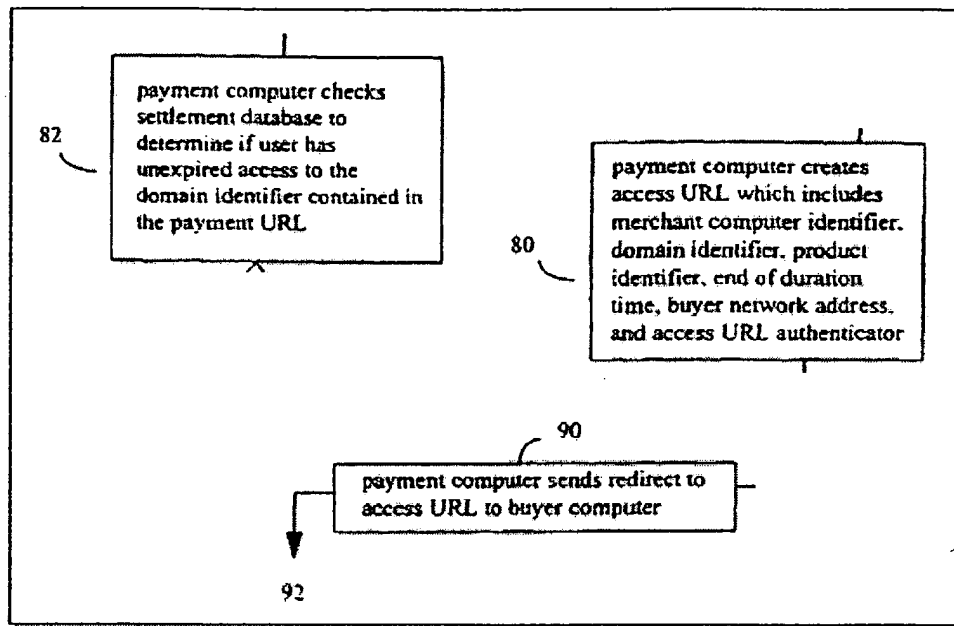 82
payment computer checks
settlement database to
determine if user has
unexpired access to the
domain identifier contained in
the payment URL
80
payment computer creates
access URL which includes
merchant computer identifier,
domain identifier, product
identifier, end of duration
time, buyer network address,
and access URL authenticator
90
payment computer sends redirect to
access URL to buyer computer
92